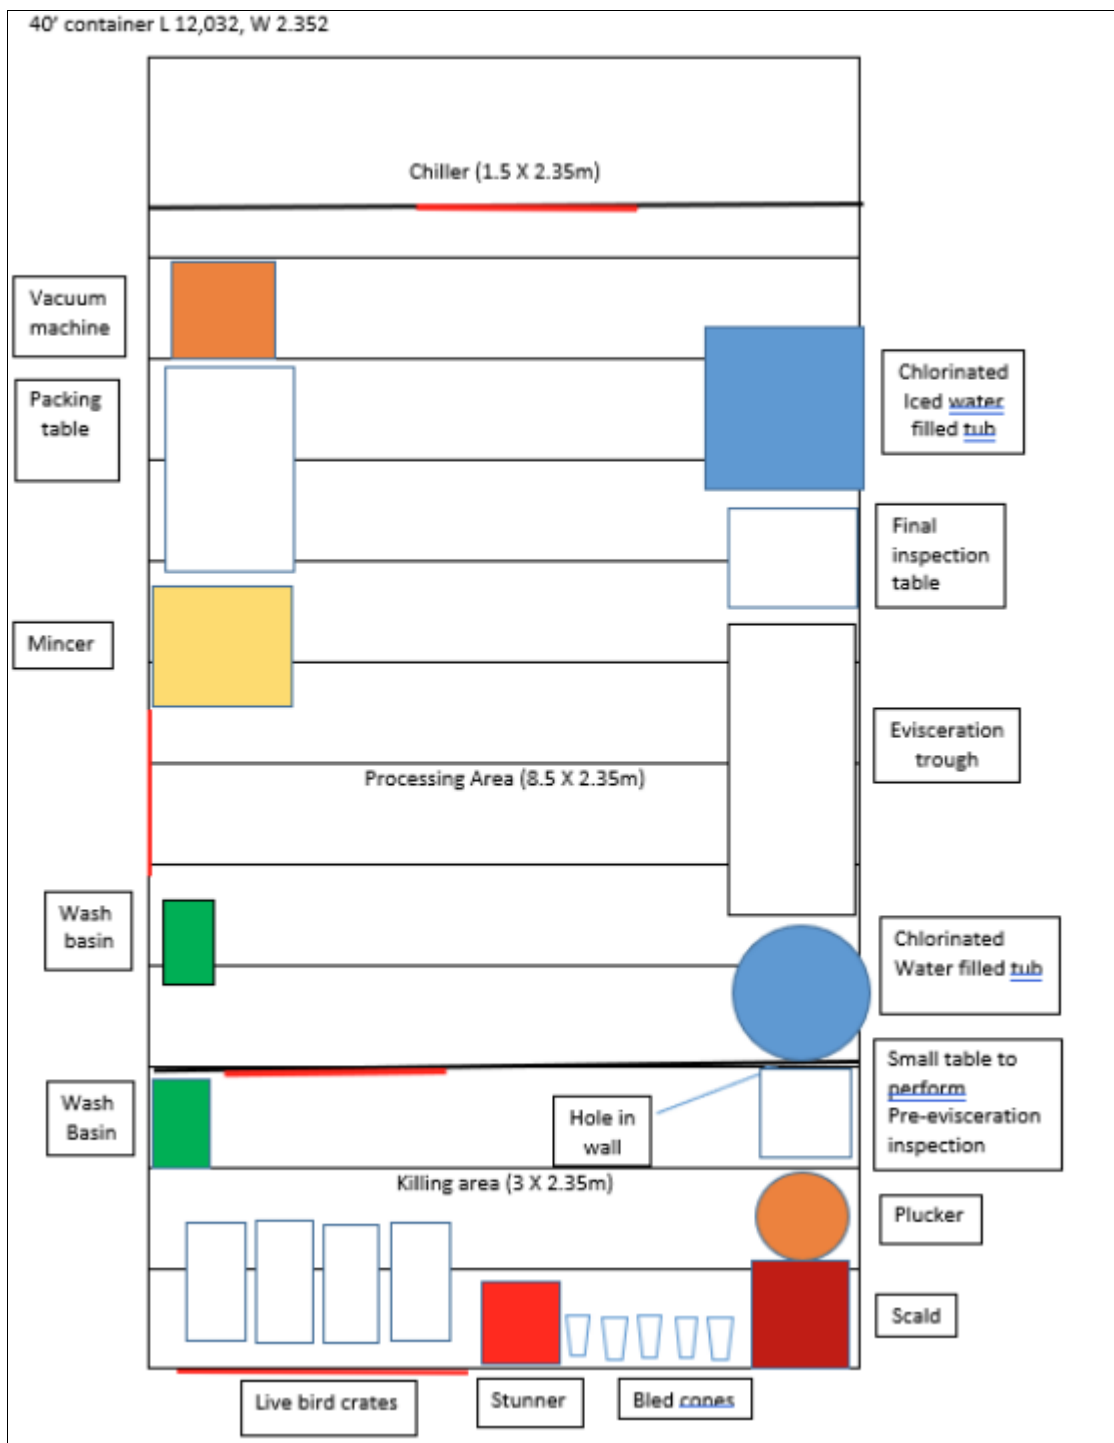 40' container L 12,032, W 2.352
Chiller (1.5 X 2.35m)
Vacuum
machine
Packing
table
Chlorinated
Iced water
filled tub
Final
inspection
table
Mincer
Evisceration
trough
Processing Area (8.5 X 2.35m)
Wash
basin
Chlorinated
Water filled tub
Small table to
perform
Pre-evisceration
inspection
Wash
Basin
Hole in
wall
Killing area (3 X 2.35m)
Plucker
Scald
Live bird crates
Stunner
Bled cones